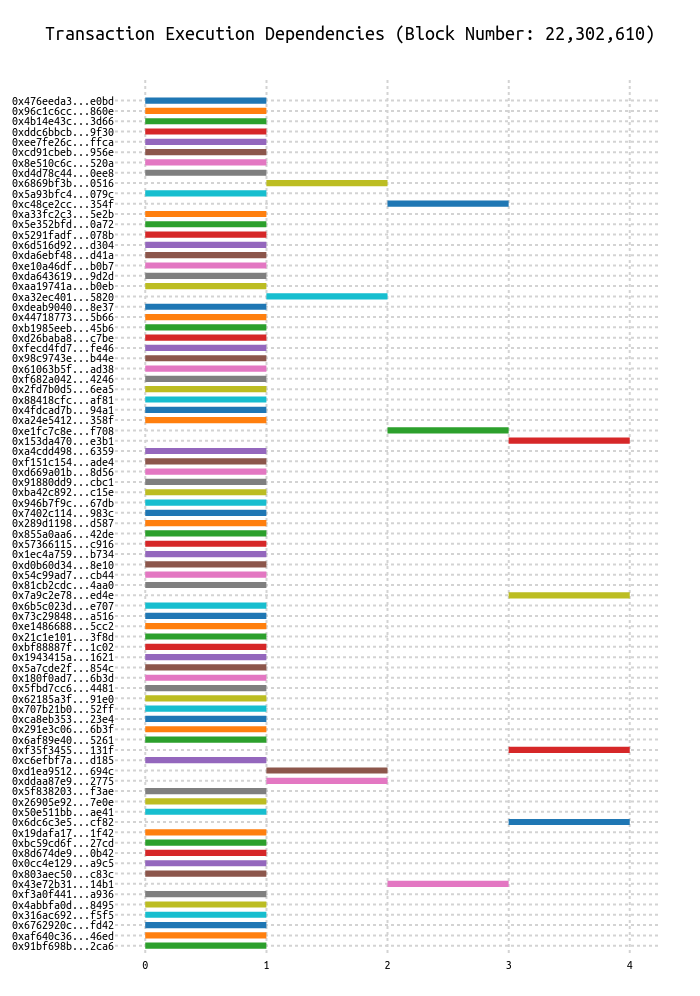 Transaction Execution Dependencies (Block Number: 22,302,610)
0x476eeda3...e0bd
0x96c1c6cc...860e
0x4b14e43c...3d66
0xddc6bbcb...9f30
0xee7fe26c...ffca
0xcd91cbeb...956e
0x8e510c6c...520a
0xd4d78c44...0ee8
0x6869bf3b...0516
0x5a93bfc4...079c
0xc48ce2cc...354f
0xa33fc2c3...5e2b
0x5e352bfd...0a72
0x5291fadf...078b
0x6d516d92...d304
0xda6ebf48...d41a
0xe10a46df...b0b7
0xda643619...9d2d
0xaa19741a...b0eb
0xa32ec401...5820
0xdeab9040...8e37
0x44718773...5b66
0xb1985eeb...45b6
0xd26baba8...c7be
0xfecd4fd7...fe46
0x98c9743e...b44e
0x61063b5f...ad38
0xf682a042...4246
0x2fd7b0d5...6ea5
0x88418cfc...af81
0x4fdcad7b...94a1
0xa24e5412...358f
0xe1fc7c8e...f708
0x153da470...e3b1
0xa4cdd498...6359
0xf151c154...ade4
0xd669a01b...8d56
0x91880dd9...cbc1
0xba42c892...c15e
0x946b7f9c...67db
0x7402c114...983c
0x289d1198...d587
0x855a0aa6...42de
0x57366115...c916
0x1ec4a759...b734
0xd0b60d34...8e10
0x54c99ad7...cb44
0x81cb2cdc...4aa0
0x7a9c2e78...ed4e
0x6b5c023d...e707
0x73c29848...a516
0xe1486688...5cc2
0x21c1e101...3f8d
0xbf88887f...1c02
0x1943415a...1621
0x5a7cde2f...854c
0x180f0ad7...6b3d
0x5fbd7cc6...4481
0x62185a3f...91e0
0x707b21b0...52ff
0xca8eb353...23e4
0x291e3c06...6b3f
0x6af89e40...5261
0xf35f3455...131f
0xc6efbf7a...d185
0xd1ea9512...694c
0xddaa87e9...2775
0x5f838203...f3ae
0x26905e92...7e0e
0x50e511bb...ae41
0x6dc6c3e5...cf82
0x19dafa17...1f42
0xbc59cd6f...27cd
0x8d674de9...0b42
0x0cc4e129...a9c5
0x803aec50...c83c
0x43e72b31...14b1
0xf3a0f441...a936
0x4abbfa0d...8495
0x316ac692...f5f5
0x6762920c...fd42
0xaf640c36...46ed
0x91bf698b...2ca6
0 1 2 3 4